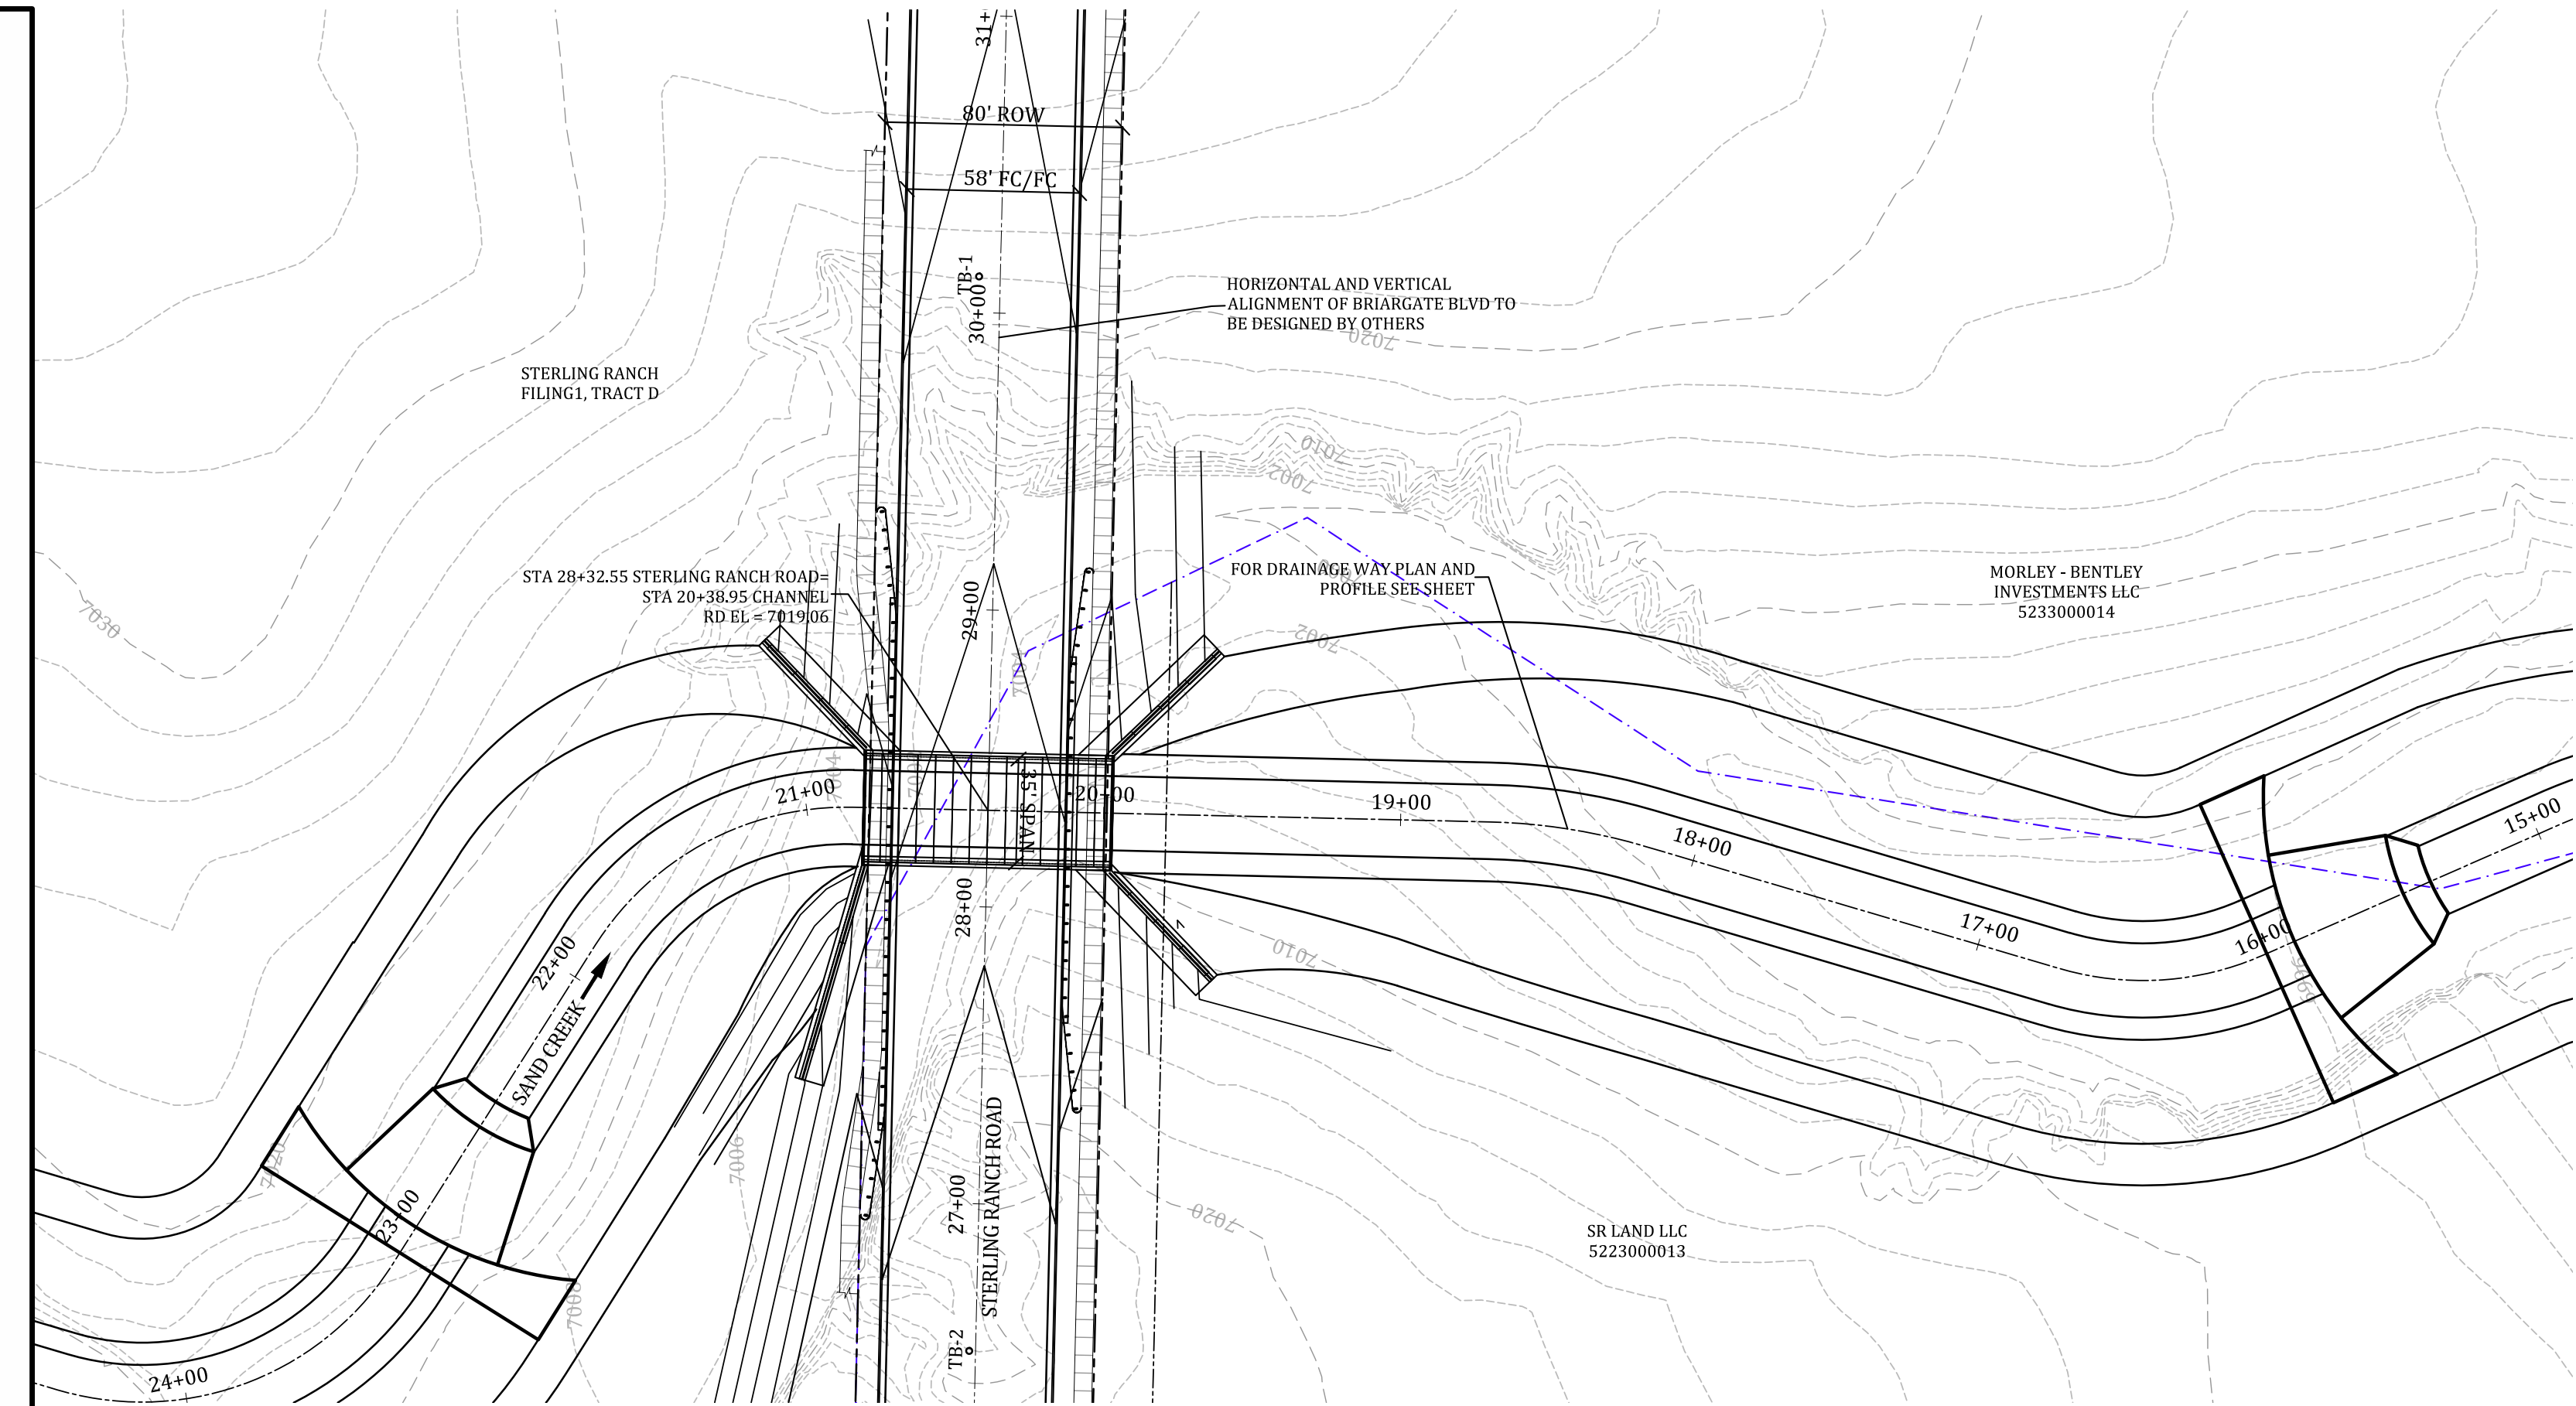 31+
80' ROW
58' FC/FC
TB-1
30+00
HORIZONTAL AND VERTICAL
ALIGNMENT OF BRIARGATE BLVD TO
BE DESIGNED BY OTHERS
7020
STERLING RANCH
FILING1, TRACT D
7010
7002
STA 28+32.55 STERLING RANCH ROAD=
STA 20+38.95 CHANNEL
RD EL = 7019.06
29+00
FOR DRAINAGE WAY PLAN AND
PROFILE SEE SHEET
MORLEY - BENTLEY
INVESTMENTS LLC
5233000014
7030
7002
7004
21+00
35' SPAN
20+00
19+00
18+00
17+00
16+00
15+00
28+00
7010
22+00
SAND CREEK
23+00
24+00
7006
7008
27+00
STERLING RANCH ROAD
TB-2
7020
SR LAND LLC
5223000013
6996